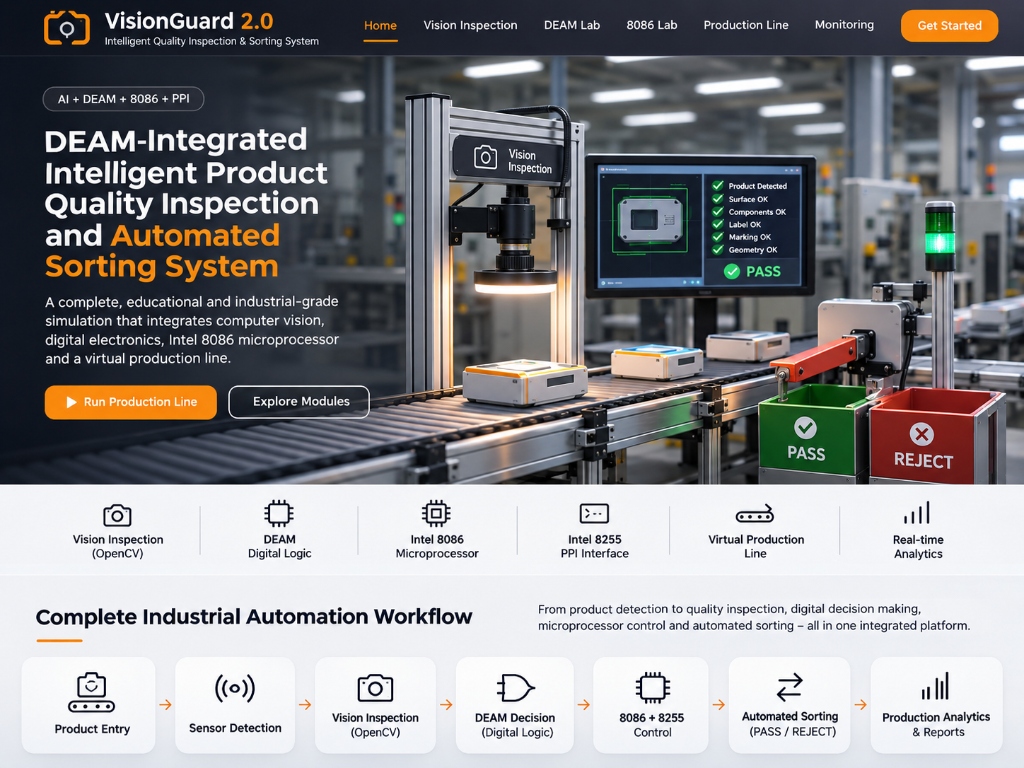 VisionGuard 2.0
Intelligent Quality Inspection & Sorting System
Home
Vision Inspection
DEAM Lab
8086 Lab
Production Line
Monitoring
Get Started
AI + DEAM + 8086 + PPI
DEAM-Integrated
Intelligent Product
Quality Inspection
and Automated
Sorting System
A complete, educational and industrial-grade
simulation that integrates computer vision,
digital electronics, Intel 8086 microprocessor
and a virtual production line.
Run Production Line
Explore Modules
Vision
Inspection
Product Detected
Surface OK
Components OK
Label OK
Marking OK
Geometry OK
PASS
PASS
REJECT
Vision Inspection
(OpenCV)
DEAM
Digital Logic
Intel 8086
Microprocessor
Intel 8255
PPI Interface
Virtual Production
Line
Real-time
Analytics
Complete Industrial Automation Workflow
From product detection to quality inspection, digital decision making,
microprocessor control and automated sorting – all in one integrated platform.
Product Entry
Sensor Detection
Vision Inspection
(OpenCV)
DEAM Decision
(Digital Logic)
8086 + 8255
Control
Automated Sorting
(PASS / REJECT)
Production Analytics
& Reports